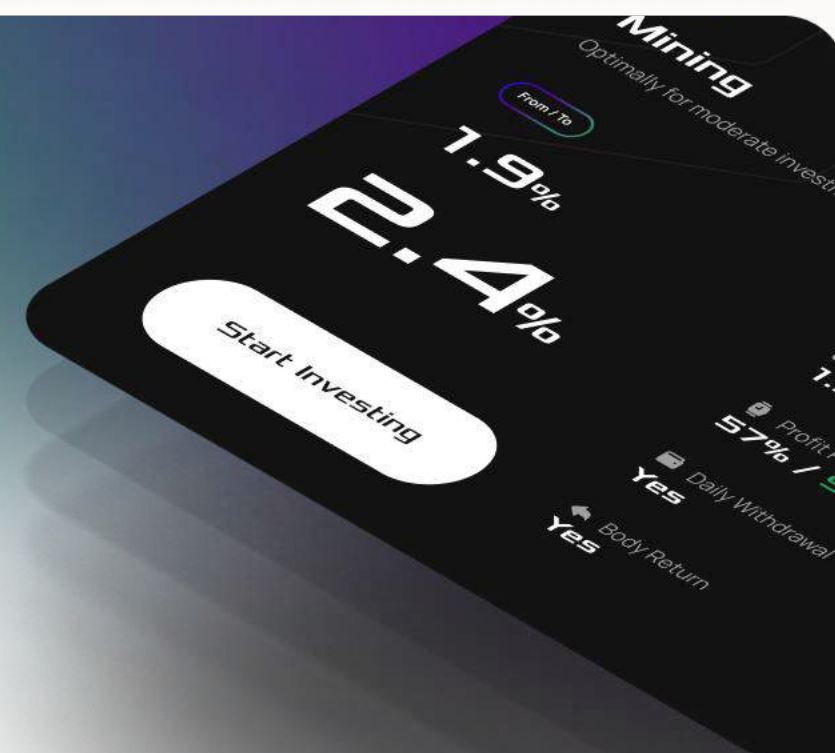 Mining
Optimally for moderate
From / To
1.9%
2.4%
Start Investing
Profit
57% /
Daily Withdrawal
Yes
Body Return
Yes